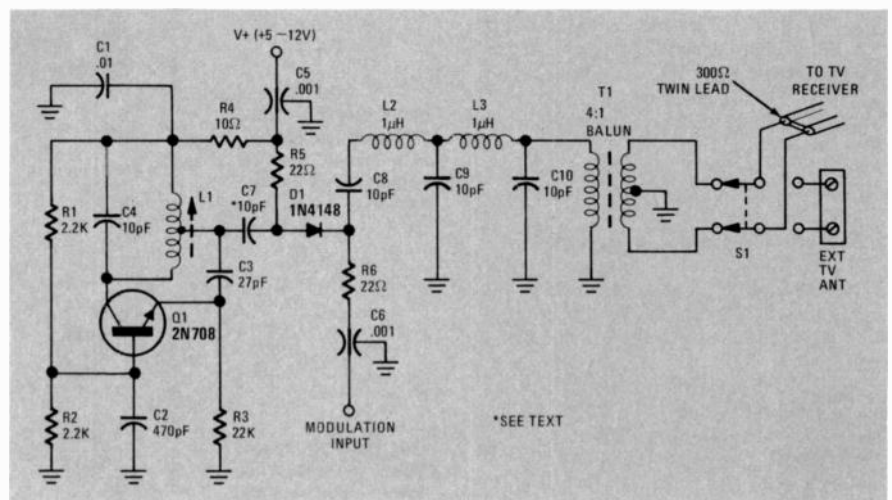 V+ (+5 –12V)
C1
.01
C5
.001
R4
10Ω
R5
22Ω
L1
C7
*10pF
D1
1N4148
R1
2.2K
C4
10pF
C3
27pF
Q1
2N708
R2
2.2K
C2
470pF
R3
22K
R6
22Ω
C6
.001
MODULATION
INPUT
C8
10pF
L2
1μH
L3
1μH
C9
10pF
C10
10pF
T1
4:1
BALUN
300Ω
TWIN LEAD
TO TV
RECEIVER
S1
EXT
TV
ANT
*SEE TEXT